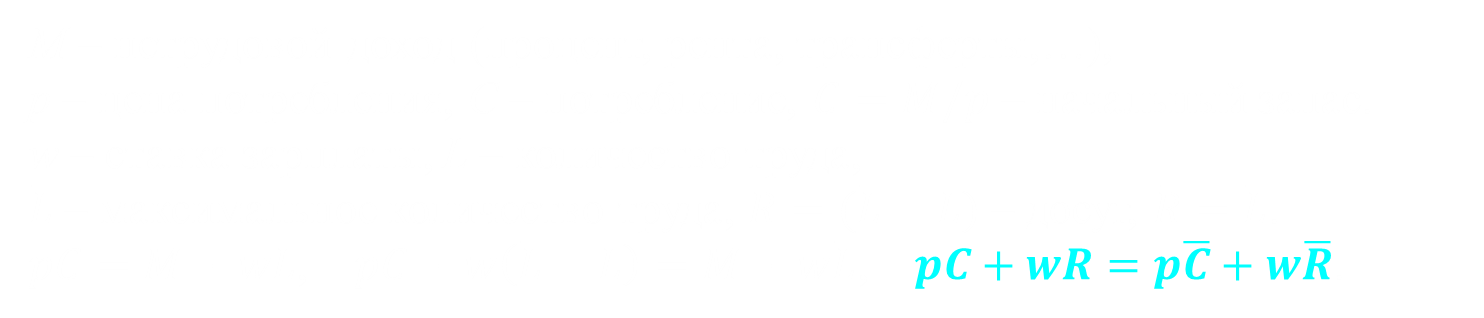 pC + wR = pC̅ + wR̅